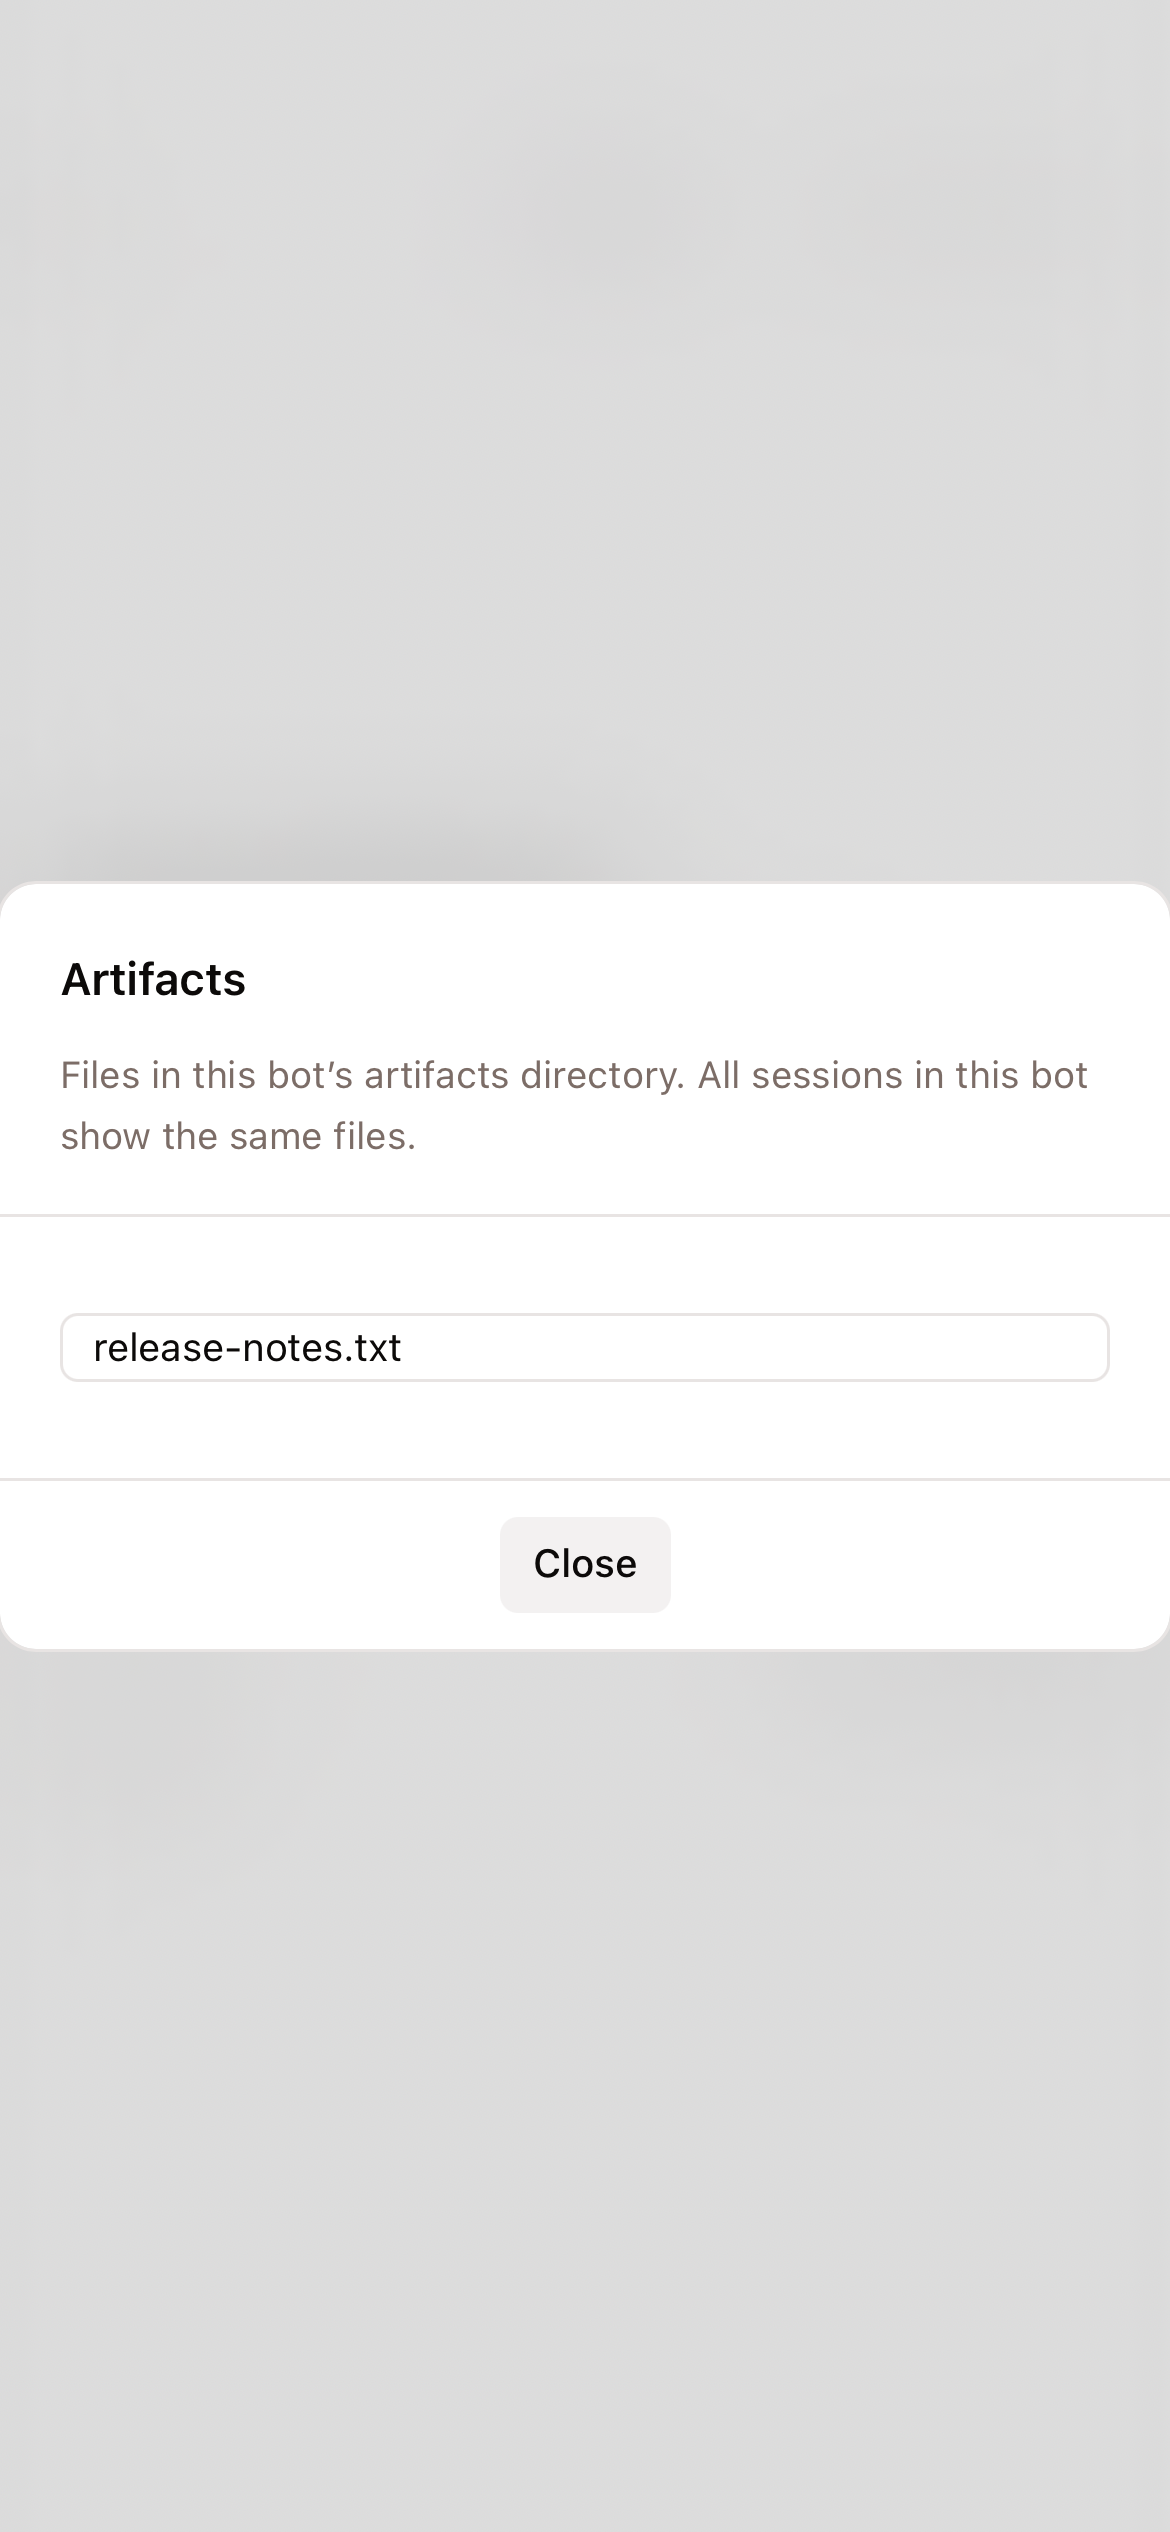 Artifacts
Files in this bot’s artifacts directory. All sessions in this bot
show the same files.
release-notes.txt
Close